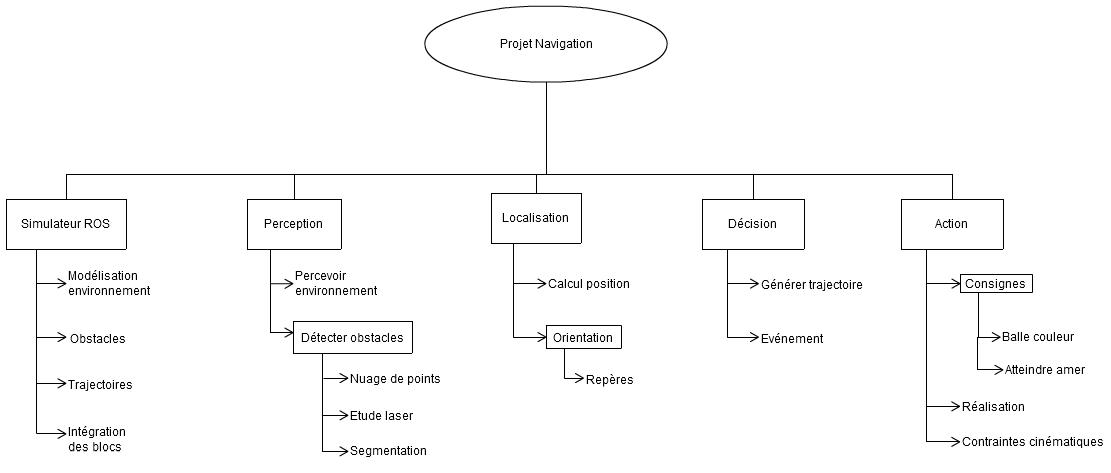 Projet Navigation
Simulateur ROS
Modélisation
environnement
Obstacles
Trajectoires
Intégration
des blocs
Perception
Percevoir
environnement
Détecter obstacles
Nuage de points
Etude laser
Segmentation
Localisation
Calcul position
Orientation
Repères
Décision
Générer trajectoire
Evénement
Action
Consignes
Balle couleur
Atteindre amer
Réalisation
Contraintes cinématiques